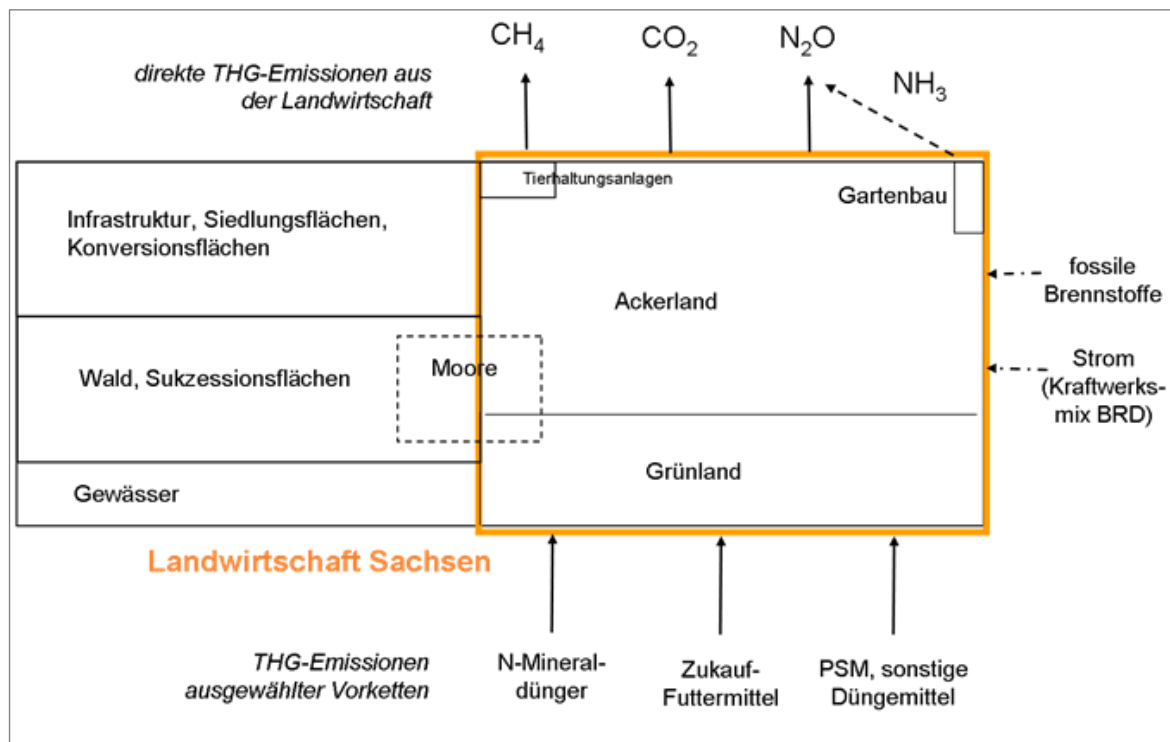 CH₄
CO₂
N₂O
direkte THG-Emissionen aus
der Landwirtschaft
NH₃
Tierhaltungsanlagen
Gartenbau
Infrastruktur, Siedlungsflächen,
Konversionsflächen
fossile
Brennstoffe
Ackerland
Moore
Wald, Sukzessionsflächen
Strom
(Kraftwerks-
mix BRD)
Grünland
Gewässer
Landwirtschaft Sachsen
THG-Emissionen
ausgewählter Vorketten
N-Mineral-
dünger
Zukauf-
Futtermittel
PSM, sonstige
Düngemittel